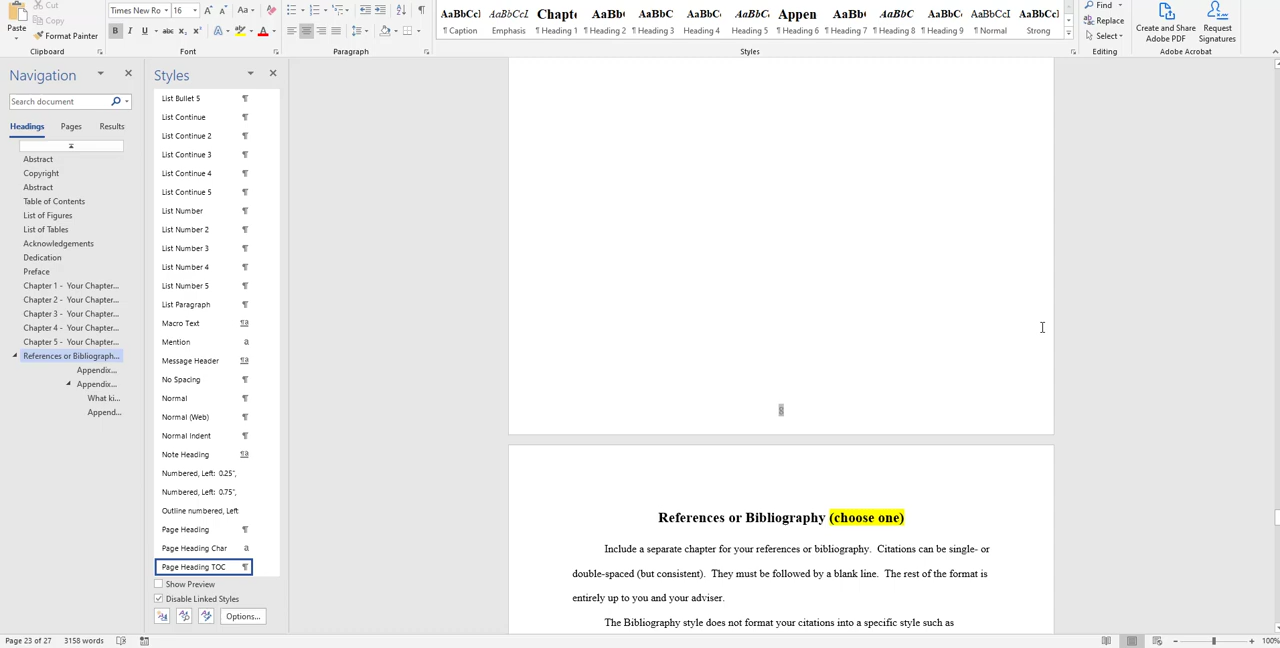 Cut
Copy
Paste
Format Painter
Clipboard
Times New Ro
16
Font
Paragraph
AaBbCcI AaBbCcL Chapte AaBb( AaBbC AaBbC AaBbC Appen AaBb( AaBbC AaBbC AaBbCcI AaBbCcI
¶ Caption Emphasis ¶ Heading 1 ¶ Heading 2 ¶ Heading 3 Heading 4 Heading 5 ¶ Heading 6 ¶ Heading 7 ¶ Heading 8 ¶ Heading 9 ¶ Normal Strong
Styles
Find
Replace
Select
Editing
Create and Share Adobe PDF
Request Signatures
Adobe Acrobat
Navigation
Search document
Headings Pages Results
Abstract
Copyright
Abstract
Table of Contents
List of Figures
List of Tables
Acknowledgements
Dedication
Preface
Chapter 1 - Your Chapter...
Chapter 2 - Your Chapter...
Chapter 3 - Your Chapter...
Chapter 4 - Your Chapter...
Chapter 5 - Your Chapter...
References or Bibliograph...
Appendix...
Appendix...
What ki...
Append...
Styles
List Bullet 5
List Continue
List Continue 2
List Continue 3
List Continue 4
List Continue 5
List Number
List Number 2
List Number 3
List Number 4
List Number 5
List Paragraph
Macro Text
Mention
Message Header
No Spacing
Normal
Normal (Web)
Normal Indent
Note Heading
Numbered, Left: 0.25",
Numbered, Left: 0.75",
Outline numbered, Left
Page Heading
Page Heading Char
Page Heading TOC
Show Preview
Disable Linked Styles
Options...
8
References or Bibliography (choose one)
Include a separate chapter for your references or bibliography. Citations can be single- or
double-spaced (but consistent). They must be followed by a blank line. The rest of the format is
entirely up to you and your adviser.
The Bibliography style does not format your citations into a specific style such as
Page 23 of 27 3158 words
100%